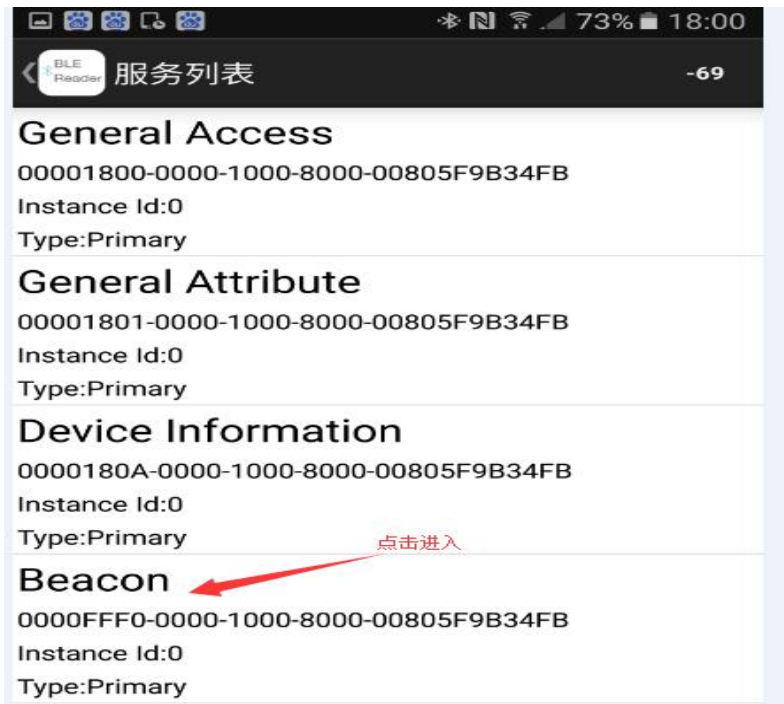 73% 18:00
BLE
Reader
服务列表
-69
General Access
00001800-0000-1000-8000-00805F9B34FB
Instance Id:0
Type:Primary
General Attribute
00001801-0000-1000-8000-00805F9B34FB
Instance Id:0
Type:Primary
Device Information
0000180A-0000-1000-8000-00805F9B34FB
Instance Id:0
Type:Primary
点击进入
Beacon
0000FFF0-0000-1000-8000-00805F9B34FB
Instance Id:0
Type:Primary